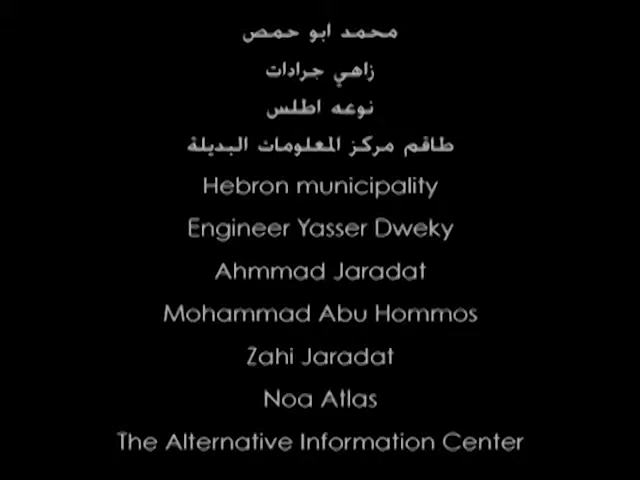 محمد ابو حمص
زاهي جرادات
نوعه اطلس
طاقم مركز المعلومات البديلة
Hebron municipality
Engineer Yasser Dweky
Ahmmad Jaradat
Mohammad Abu Hommos
Zahi Jaradat
Noa Atlas
The Alternative Information Center